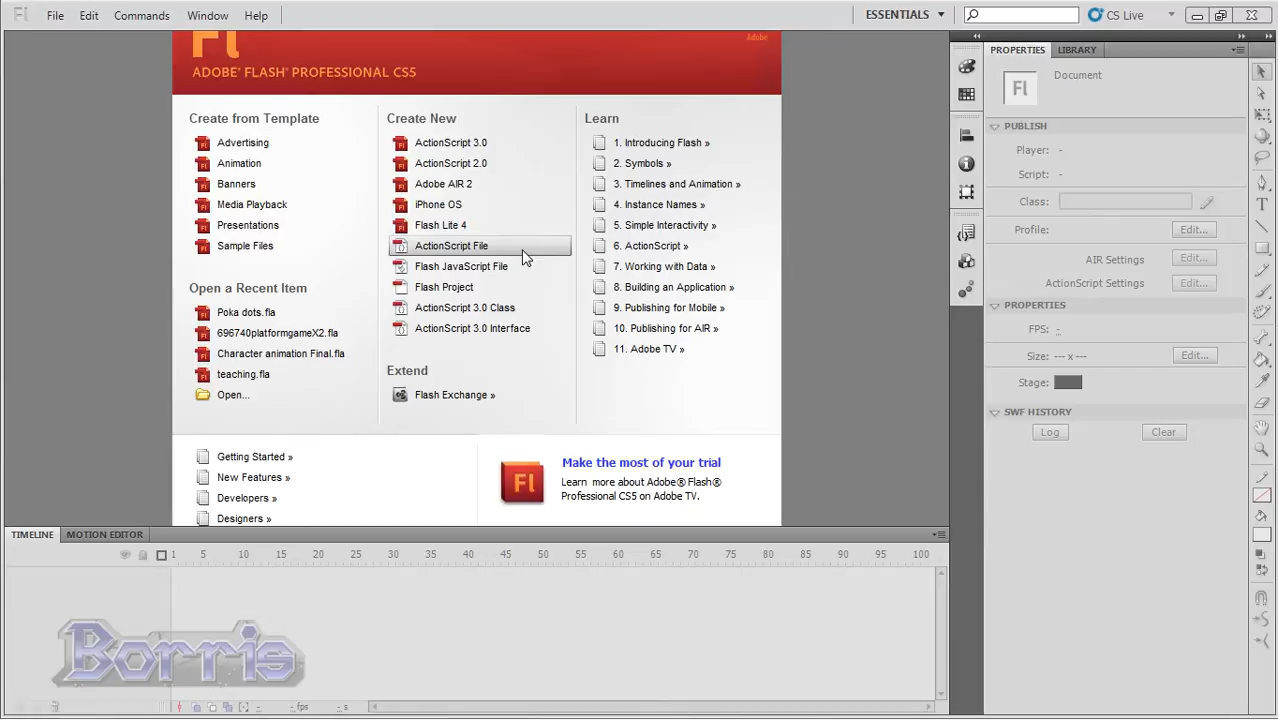 Fl File Edit Commands Window Help ESSENTIALS CS Live
Fl Adobe
ADOBE® FLASH® PROFESSIONAL CS5
Create from Template
Advertising
Animation
Banners
Media Playback
Presentations
Sample Files
Open a Recent Item
Poka dots.fla
696740platformgameX2.fla
Character animation Final.fla
teaching.fla
Open...
Create New
ActionScript 3.0
ActionScript 2.0
Adobe AIR 2
iPhone OS
Flash Lite 4
ActionScript File
Flash JavaScript File
Flash Project
ActionScript 3.0 Class
ActionScript 3.0 Interface
Extend
Flash Exchange »
Learn
1. Introducing Flash »
2. Symbols »
3. Timelines and Animation »
4. Instance Names »
5. Simple Interactivity »
6. ActionScript »
7. Working with Data »
8. Building an Application »
9. Publishing for Mobile »
10. Publishing for AIR »
11. Adobe TV »
Getting Started »
New Features »
Developers »
Designers »
Fl
Make the most of your trial
Learn more about Adobe® Flash®
Professional CS5 on Adobe TV.
PROPERTIES LIBRARY
Fl Document
PUBLISH
Player: -
Script: -
Class:
Profile: Edit...
AIR Settings Edit...
ActionScript Settings Edit...
PROPERTIES
FPS: -
Size: --- x --- Edit...
Stage:
SWF HISTORY
Log Clear
TIMELINE MOTION EDITOR
1 5 10 15 20 25 30 35 40 45 50 55 60 65 70 75 80 85 90 95 100
Borris
- -fps -s